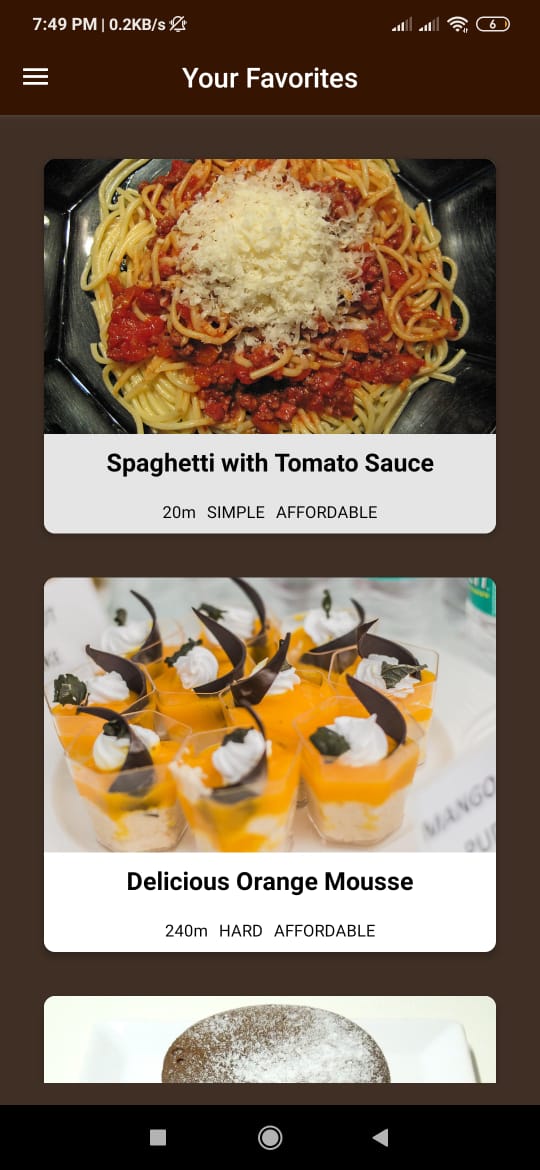 7:49 PM | 0.2KB/s
6
Your Favorites
Spaghetti with Tomato Sauce
20m SIMPLE AFFORDABLE
MANGO
Delicious Orange Mousse
240m HARD AFFORDABLE